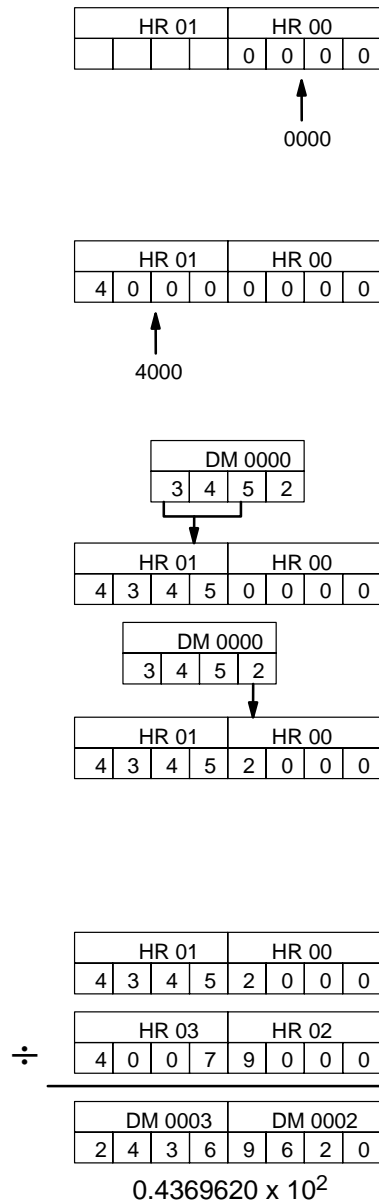 HR 01 HR 00
0 0 0 0
0000
HR 01 HR 00
4 0 0 0 0 0 0 0
4000
DM 0000
3 4 5 2
HR 01 HR 00
4 3 4 5 0 0 0 0
DM 0000
3 4 5 2
HR 01 HR 00
4 3 4 5 2 0 0 0
HR 01 HR 00
4 3 4 5 2 0 0 0
HR 03 HR 02
÷ 4 0 0 7 9 0 0 0
DM 0003 DM 0002
2 4 3 6 9 6 2 0
0.4369620 x 10²